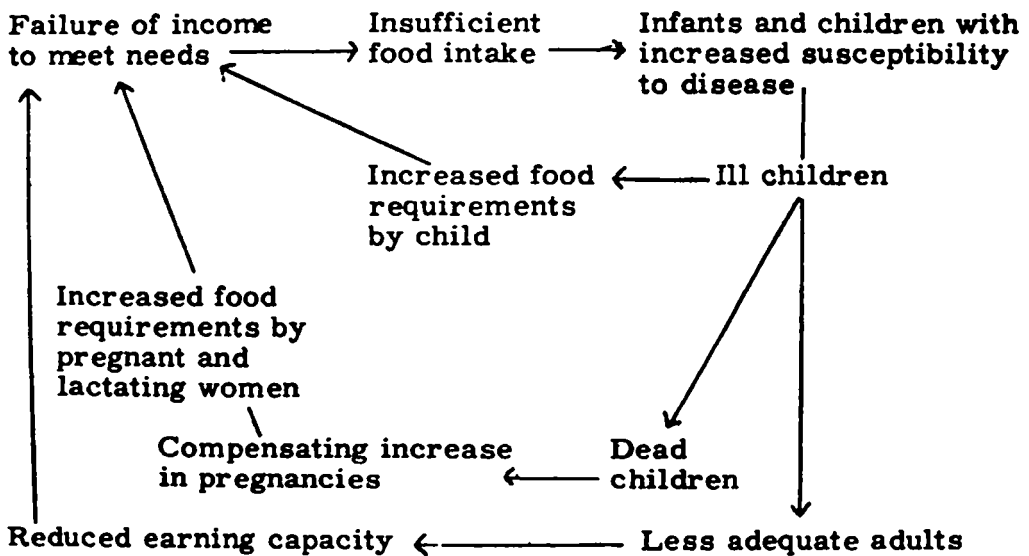 Failure of income
to meet needs
Insufficient
food intake
Infants and children with
increased susceptibility
to disease
Increased food
requirements
by child
Ill children
Increased food
requirements by
pregnant and
lactating women
Compensating increase
in pregnancies
Dead
children
Reduced earning capacity
Less adequate adults